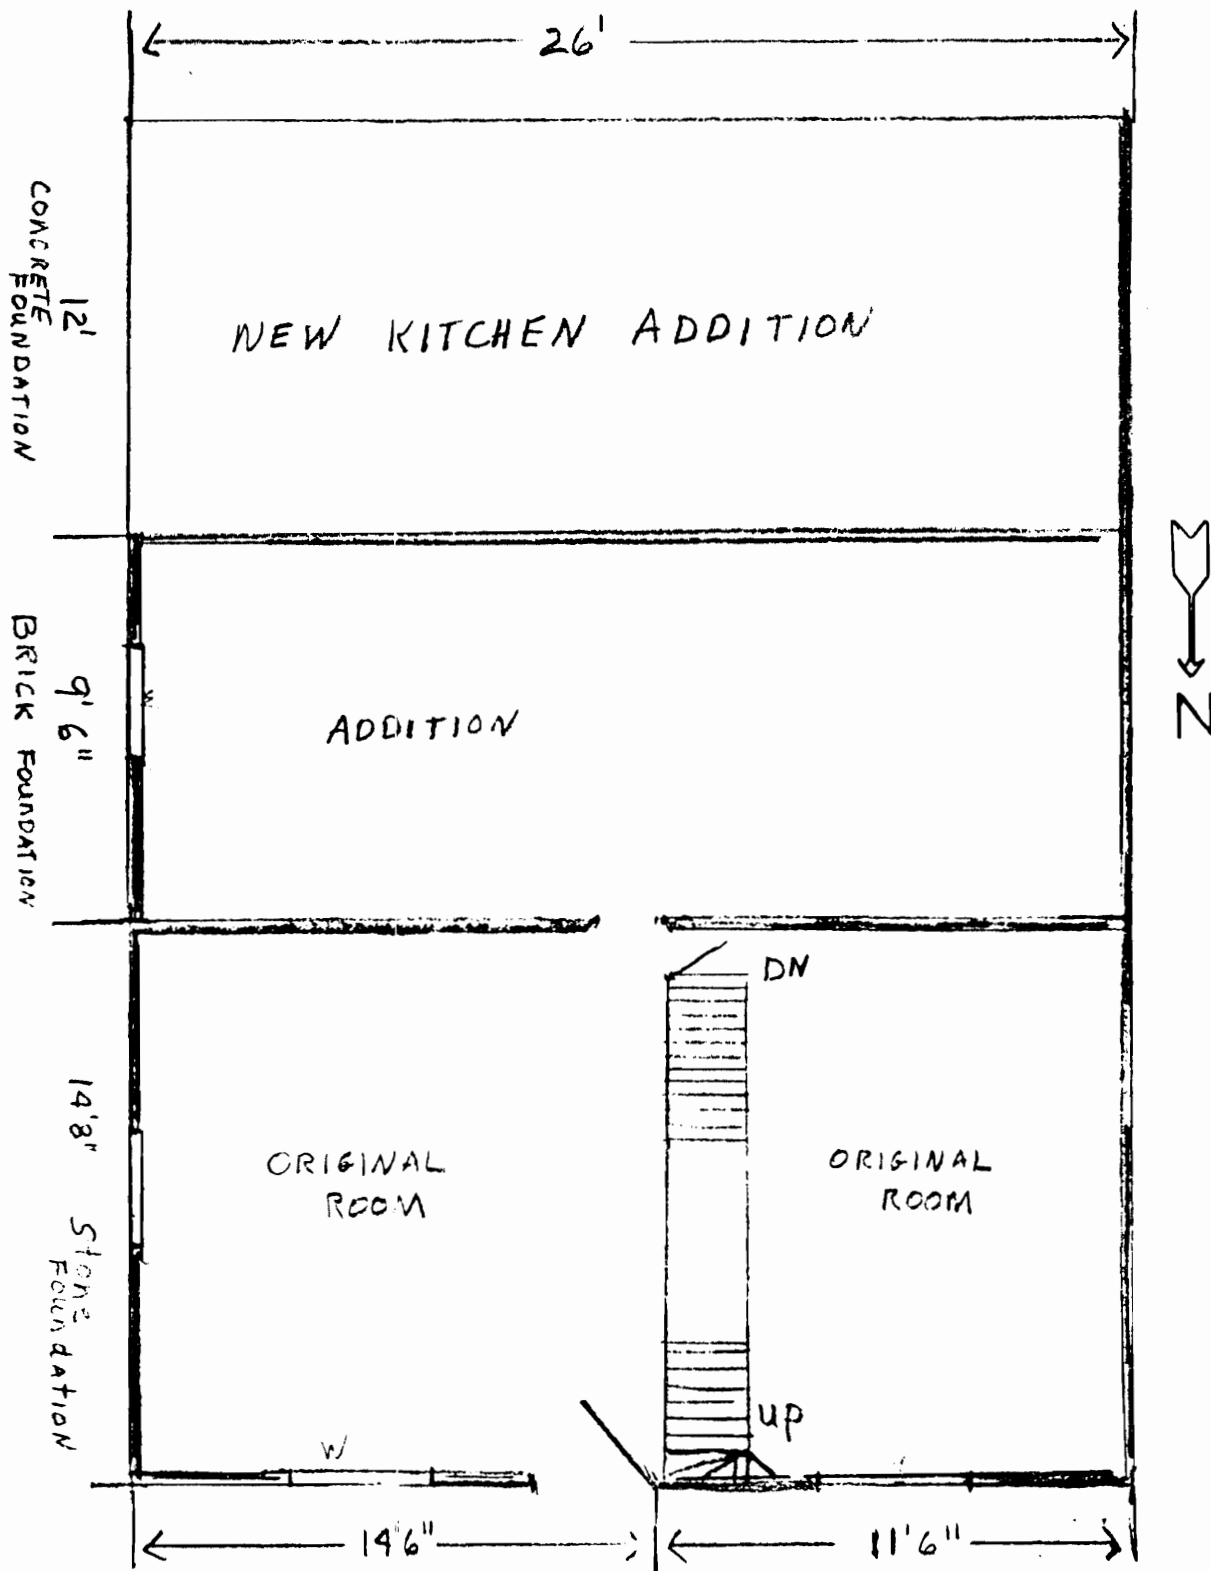 26'
NEW KITCHEN ADDITION
12'
CONCRETE
FOUNDATION
ADDITION
9'6"
BRICK FOUNDATION
N
W
DN
ORIGINAL
ROOM
ORIGINAL
ROOM
14'8" Stone
Foundation
W
up
14'6"
11'6"